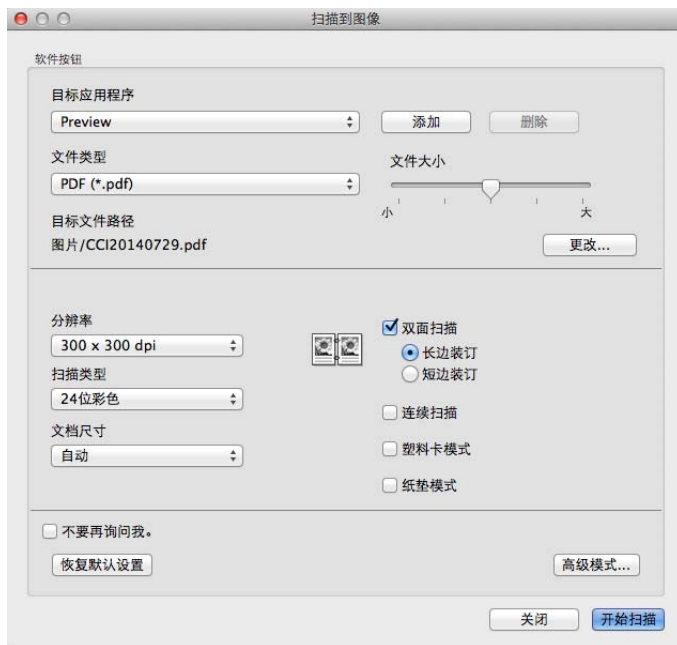 扫描到图像
软件按钮
目标应用程序
Preview
添加
删除
文件类型
PDF (*.pdf)
文件大小
小
大
目标文件路径
图片/CCI20140729.pdf
更改...
分辨率
300 x 300 dpi
扫描类型
24位彩色
文档尺寸
自动
双面扫描
长边装订
短边装订
连续扫描
塑料卡模式
纸垫模式
不要再询问我。
恢复默认设置
高级模式...
关闭
开始扫描